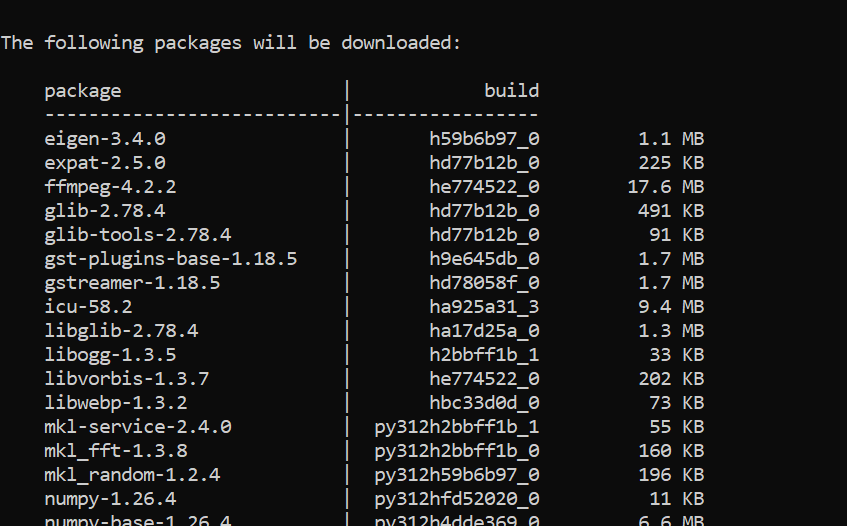 The following packages will be downloaded:
package | build
---------------------------|-----------------
eigen-3.4.0 | h59b6b97_0 1.1 MB
expat-2.5.0 | hd77b12b_0 225 KB
ffmpeg-4.2.2 | he774522_0 17.6 MB
glib-2.78.4 | hd77b12b_0 491 KB
glib-tools-2.78.4 | hd77b12b_0 91 KB
gst-plugins-base-1.18.5 | h9e645db_0 1.7 MB
gstreamer-1.18.5 | hd78058f_0 1.7 MB
icu-58.2 | ha925a31_3 9.4 MB
libglib-2.78.4 | ha17d25a_0 1.3 MB
libogg-1.3.5 | h2bbff1b_1 33 KB
libvorbis-1.3.7 | he774522_0 202 KB
libwebp-1.3.2 | hbc33d0d_0 73 KB
mkl-service-2.4.0 | py312h2bbff1b_1 55 KB
mkl_fft-1.3.8 | py312h2bbff1b_0 160 KB
mkl_random-1.2.4 | py312h59b6b97_0 196 KB
numpy-1.26.4 | py312hfd52020_0 11 KB
numpy-base-1.26.4 | py312h4dde369_0 6.6 MB